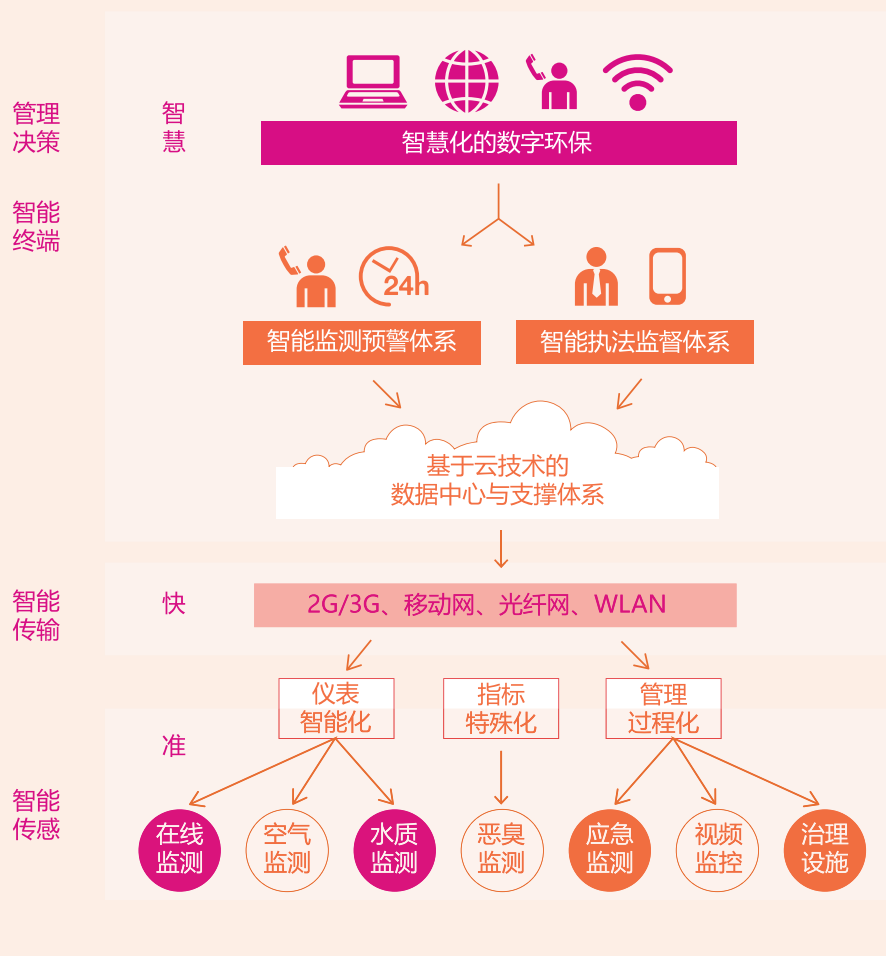 管理
决策
智
慧
智慧化的数字环保
智能
终端
24h
智能监测预警体系
智能执法监督体系
基于云技术的
数据中心与支撑体系
智能
传输
快
2G/3G、移动网、光纤网、WLAN
仪表
智能化
指标
特殊化
管理
过程化
准
智能
传感
在线
监测
空气
监测
水质
监测
恶臭
监测
应急
监测
视频
监控
治理
设施